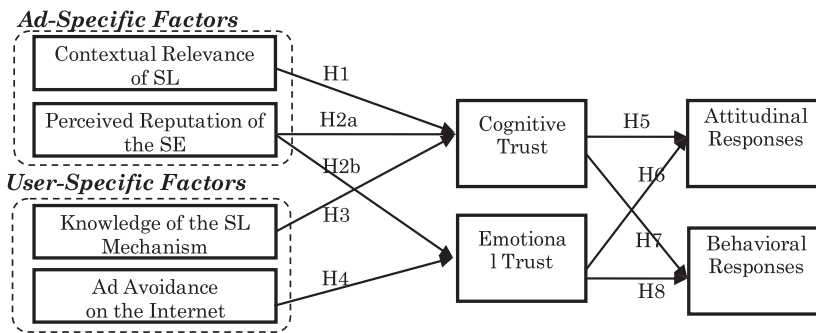 Ad-Specific Factors
Contextual Relevance
of SL
Perceived Reputation of
the SE
User-Specific Factors
Knowledge of the SL
Mechanism
Ad Avoidance
on the Internet
H1
H2a
H2b
H3
H4
Cognitive
Trust
Emotiona
l Trust
H5
H6
H7
H8
Attitudinal
Responses
Behavioral
Responses